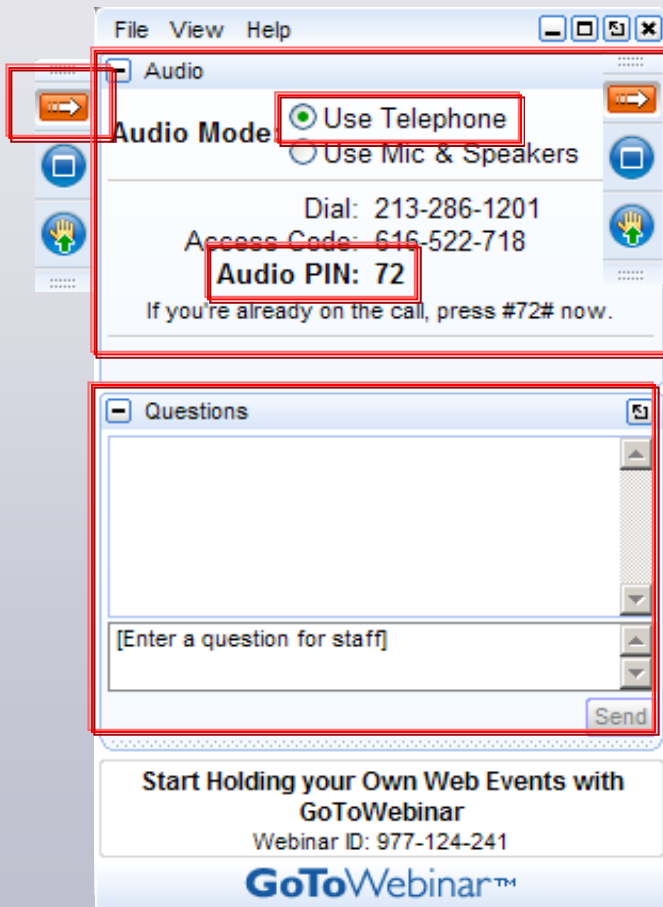 File View Help
Audio
Audio Mode:
Use Telephone
Use Mic & Speakers
Dial: 213-286-1201
Access Code: 616-522-718
Audio PIN: 72
If you're already on the call, press #72# now.
Questions
[Enter a question for staff]
Send
Start Holding your Own Web Events with
GoToWebinar
Webinar ID: 977-124-241
GoToWebinar™